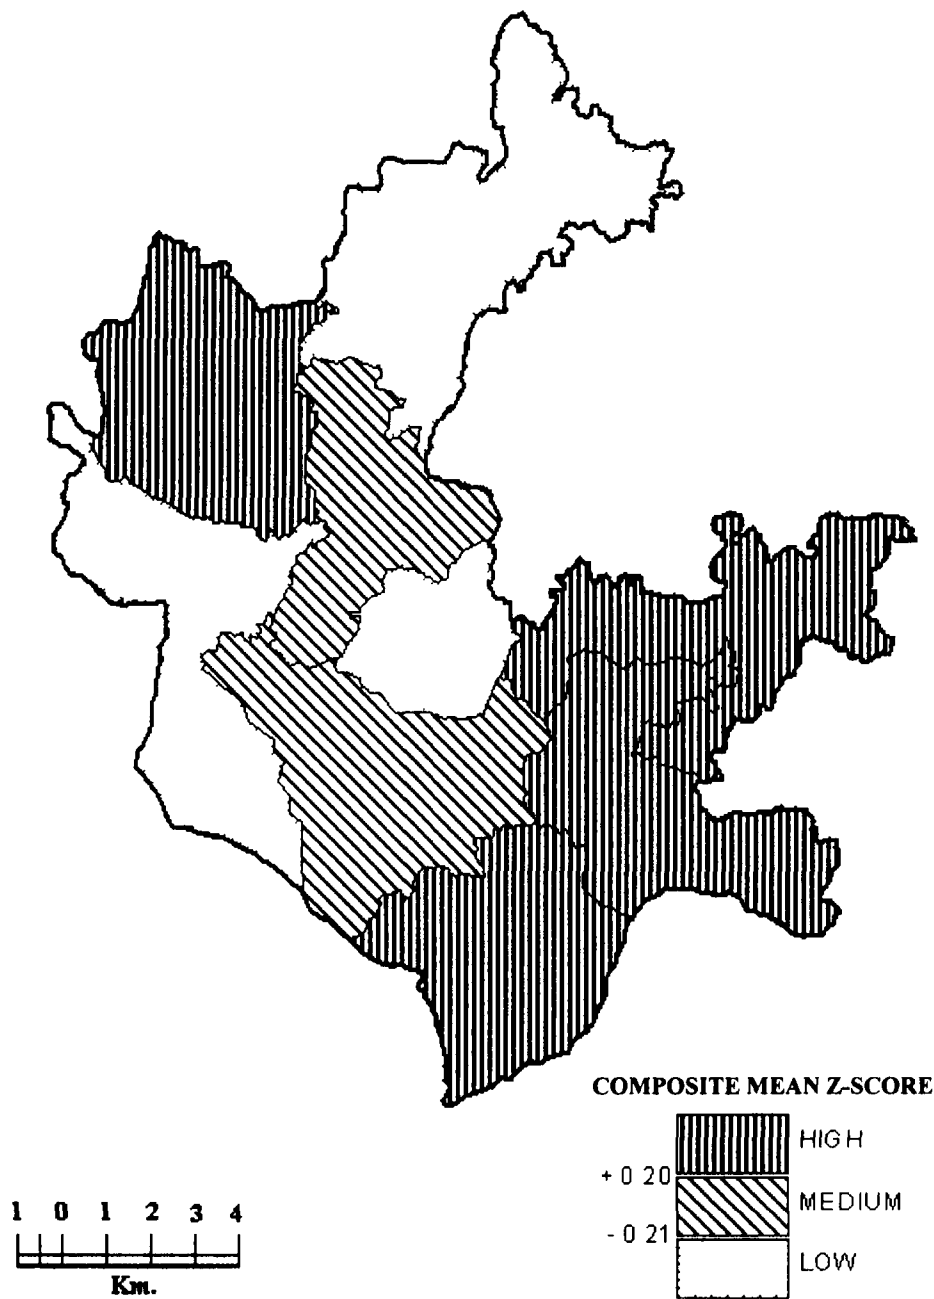 COMPOSITE MEAN Z-SCORE
HIGH
+ 0 20
MEDIUM
- 0 21
LOW
1 0 1 2 3 4
Km.